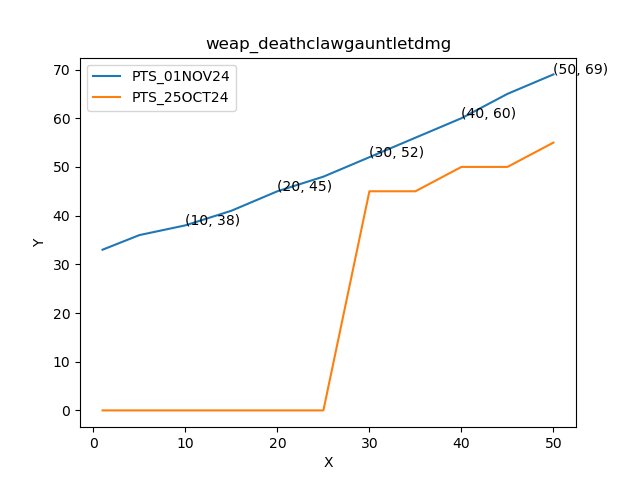 weap_deathclawgauntletdmg
PTS_01NOV24
PTS_25OCT24
(50, 69)
(40, 60)
(30, 52)
(20, 45)
(10, 38)
70
60
50
40
30
20
10
0
Y
0 10 20 30 40 50
X